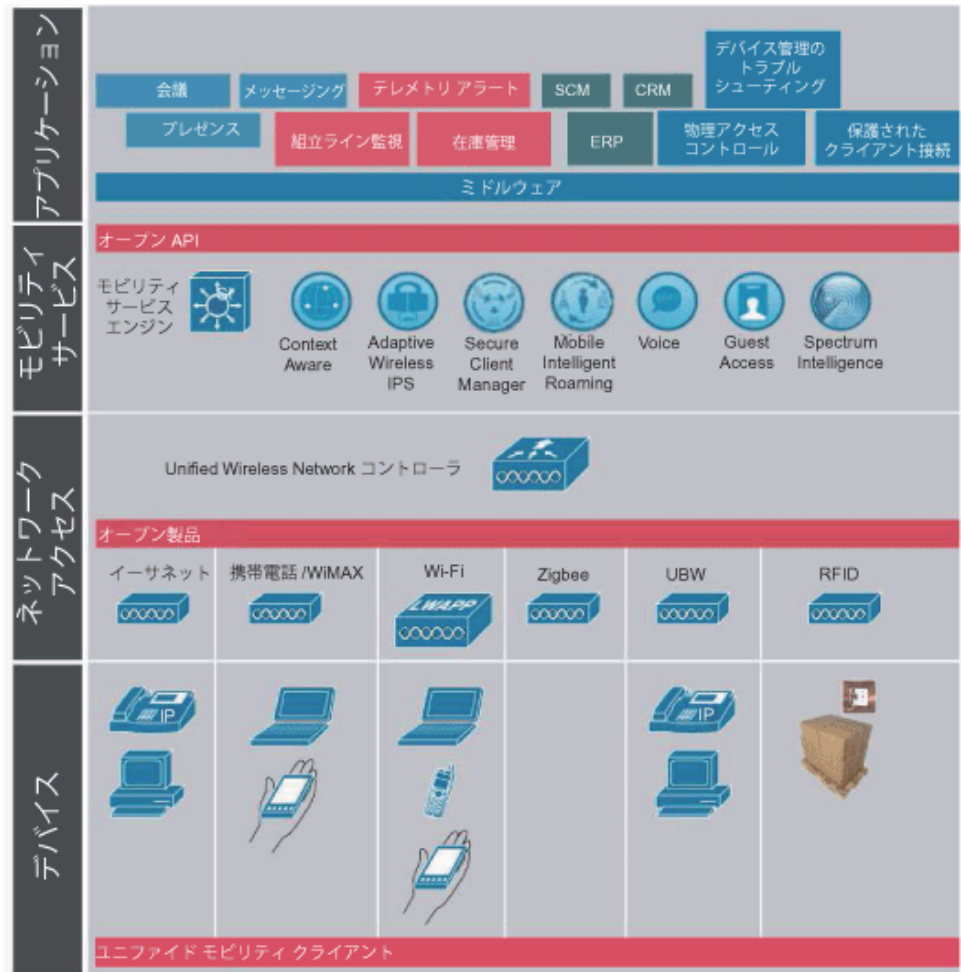 アプリケーション
会議
メッセージング
テレメトリ アラート
SCM
CRM
デバイス管理の
トラブル
シューティング
プレゼンス
組立ライン監視
在庫管理
ERP
物理アクセス
コントロール
保護された
クライアント接続
ミドルウェア
モビリティ
サービス
オープン API
モビリティ
サービス
エンジン
Context
Aware
Adaptive
Wireless
IPS
Secure
Client
Manager
Mobile
Intelligent
Roaming
Voice
Guest
Access
Spectrum
Intelligence
ネットワーク
アクセス
Unified Wireless Network コントローラ
オープン製品
イーサネット
携帯電話 /WiMAX
Wi-Fi
Zigbee
UBW
RFID
LWAPP
デバイス
IP
IP
ユニファイド モビリティ クライアント